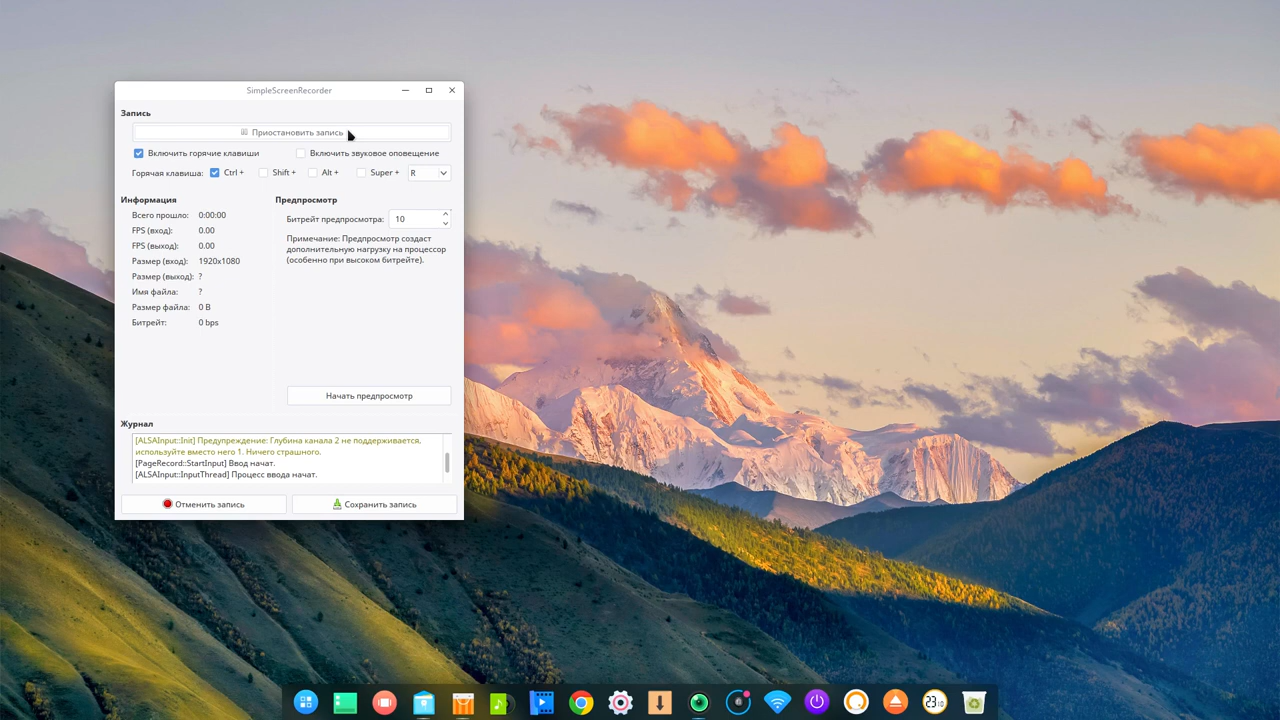 SimpleScreenRecorder
Запись
Приостановить запись
Включить горячие клавиши
Включить звуковое оповещение
Горячая клавиша: Ctrl + Shift + Alt + Super + R
Информация
Всего прошло: 0:00:00
FPS (вход): 0.00
FPS (выход): 0.00
Размер (вход): 1920x1080
Размер (выход): ?
Имя файла: ?
Размер файла: 0 B
Битрейт: 0 bps
Предпросмотр
Битрейт предпросмотра: 10
Примечание: Предпросмотр создаст
дополнительную нагрузку на процессор
(особенно при высоком битрейте).
Начать предпросмотр
Журнал
[ALSAInput::Init] Предупреждение: Глубина канала 2 не поддерживается.
используйте вместо него 1. Ничего страшного.
[PageRecord::StartInput] Ввод начат.
[ALSAInput::InputThread] Процесс ввода начат.
Отменить запись
Сохранить запись
23 10